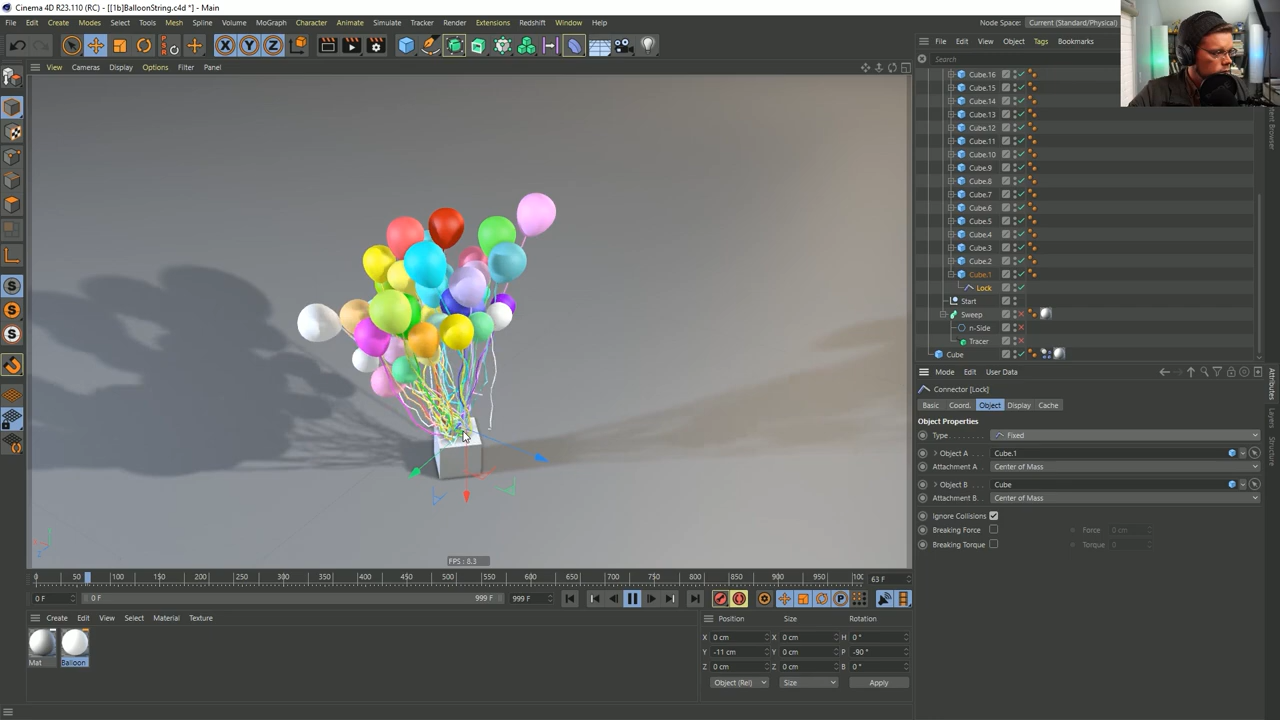 Cinema 4D R23.110 (RC) - [[1b]BalloonString.c4d *] - Main
File Edit Create Modes Select Tools Mesh Spline Volume MoGraph Character Animate Simulate Tracker Render Extensions Redshift Window Help
Node Space: Current (Standard/Physical)
X Y Z
View Cameras Display Options Filter Panel
File Edit View Object Tags Bookmarks
Search
Cube.16
Cube.15
Cube.14
Cube.13
Cube.12
Cube.11
Cube.10
Cube.9
Cube.8
Cube.7
Cube.6
Cube.5
Cube.4
Cube.3
Cube.2
Cube.1
Lock
Start
Sweep
n-Side
Tracer
Cube
Mode Edit User Data
Connector [Lock]
Basic Coord. Object Display Cache
Object Properties
Type Fixed
Object A Cube.1
Attachment A Center of Mass
Object B Cube
Attachment B. Center of Mass
Ignore Collisions
Breaking Force Force 0 cm
Breaking Torque Torque 0
Attributes
Layers
Structure
FPS : 8.3
0 50 100 150 200 250 300 350 400 450 500 550 600 650 700 750 800 850 900 950 100
63 F
0 F 0 F 999 F 999 F
Create Edit View Select Material Texture
Mat
Balloon
Position Size Rotation
X 0 cm X 0 cm H 0 °
Y -11 cm Y 0 cm P -90 °
Z 0 cm Z 0 cm B 0 °
Object (Rel) Size Apply